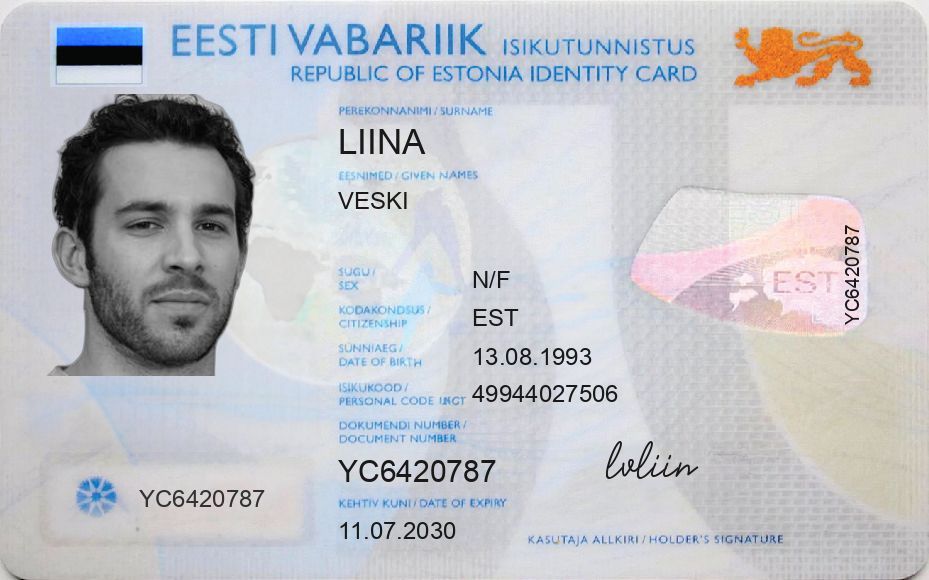 EESTI VABARIIK ISIKUTUNNISTUS
REPUBLIC OF ESTONIA IDENTITY CARD
PEREKONNANIMI / SURNAME
LIINA
EESNIMED / GIVEN NAMES
VESKI
SUGU /
SEX
N/F
KODAKONDSUS /
CITIZENSHIP
EST
SÜNNIAEG /
DATE OF BIRTH
13.08.1993
ISIKUKOOD /
PERSONAL CODE
49944027506
DOKUMENDI NUMBER /
DOCUMENT NUMBER
YC6420787
KEHTIV KUNI / DATE OF EXPIRY
11.07.2030
YC6420787
EST
YC6420787
lvliin
KASUTAJA ALLKIRI / HOLDER'S SIGNATURE